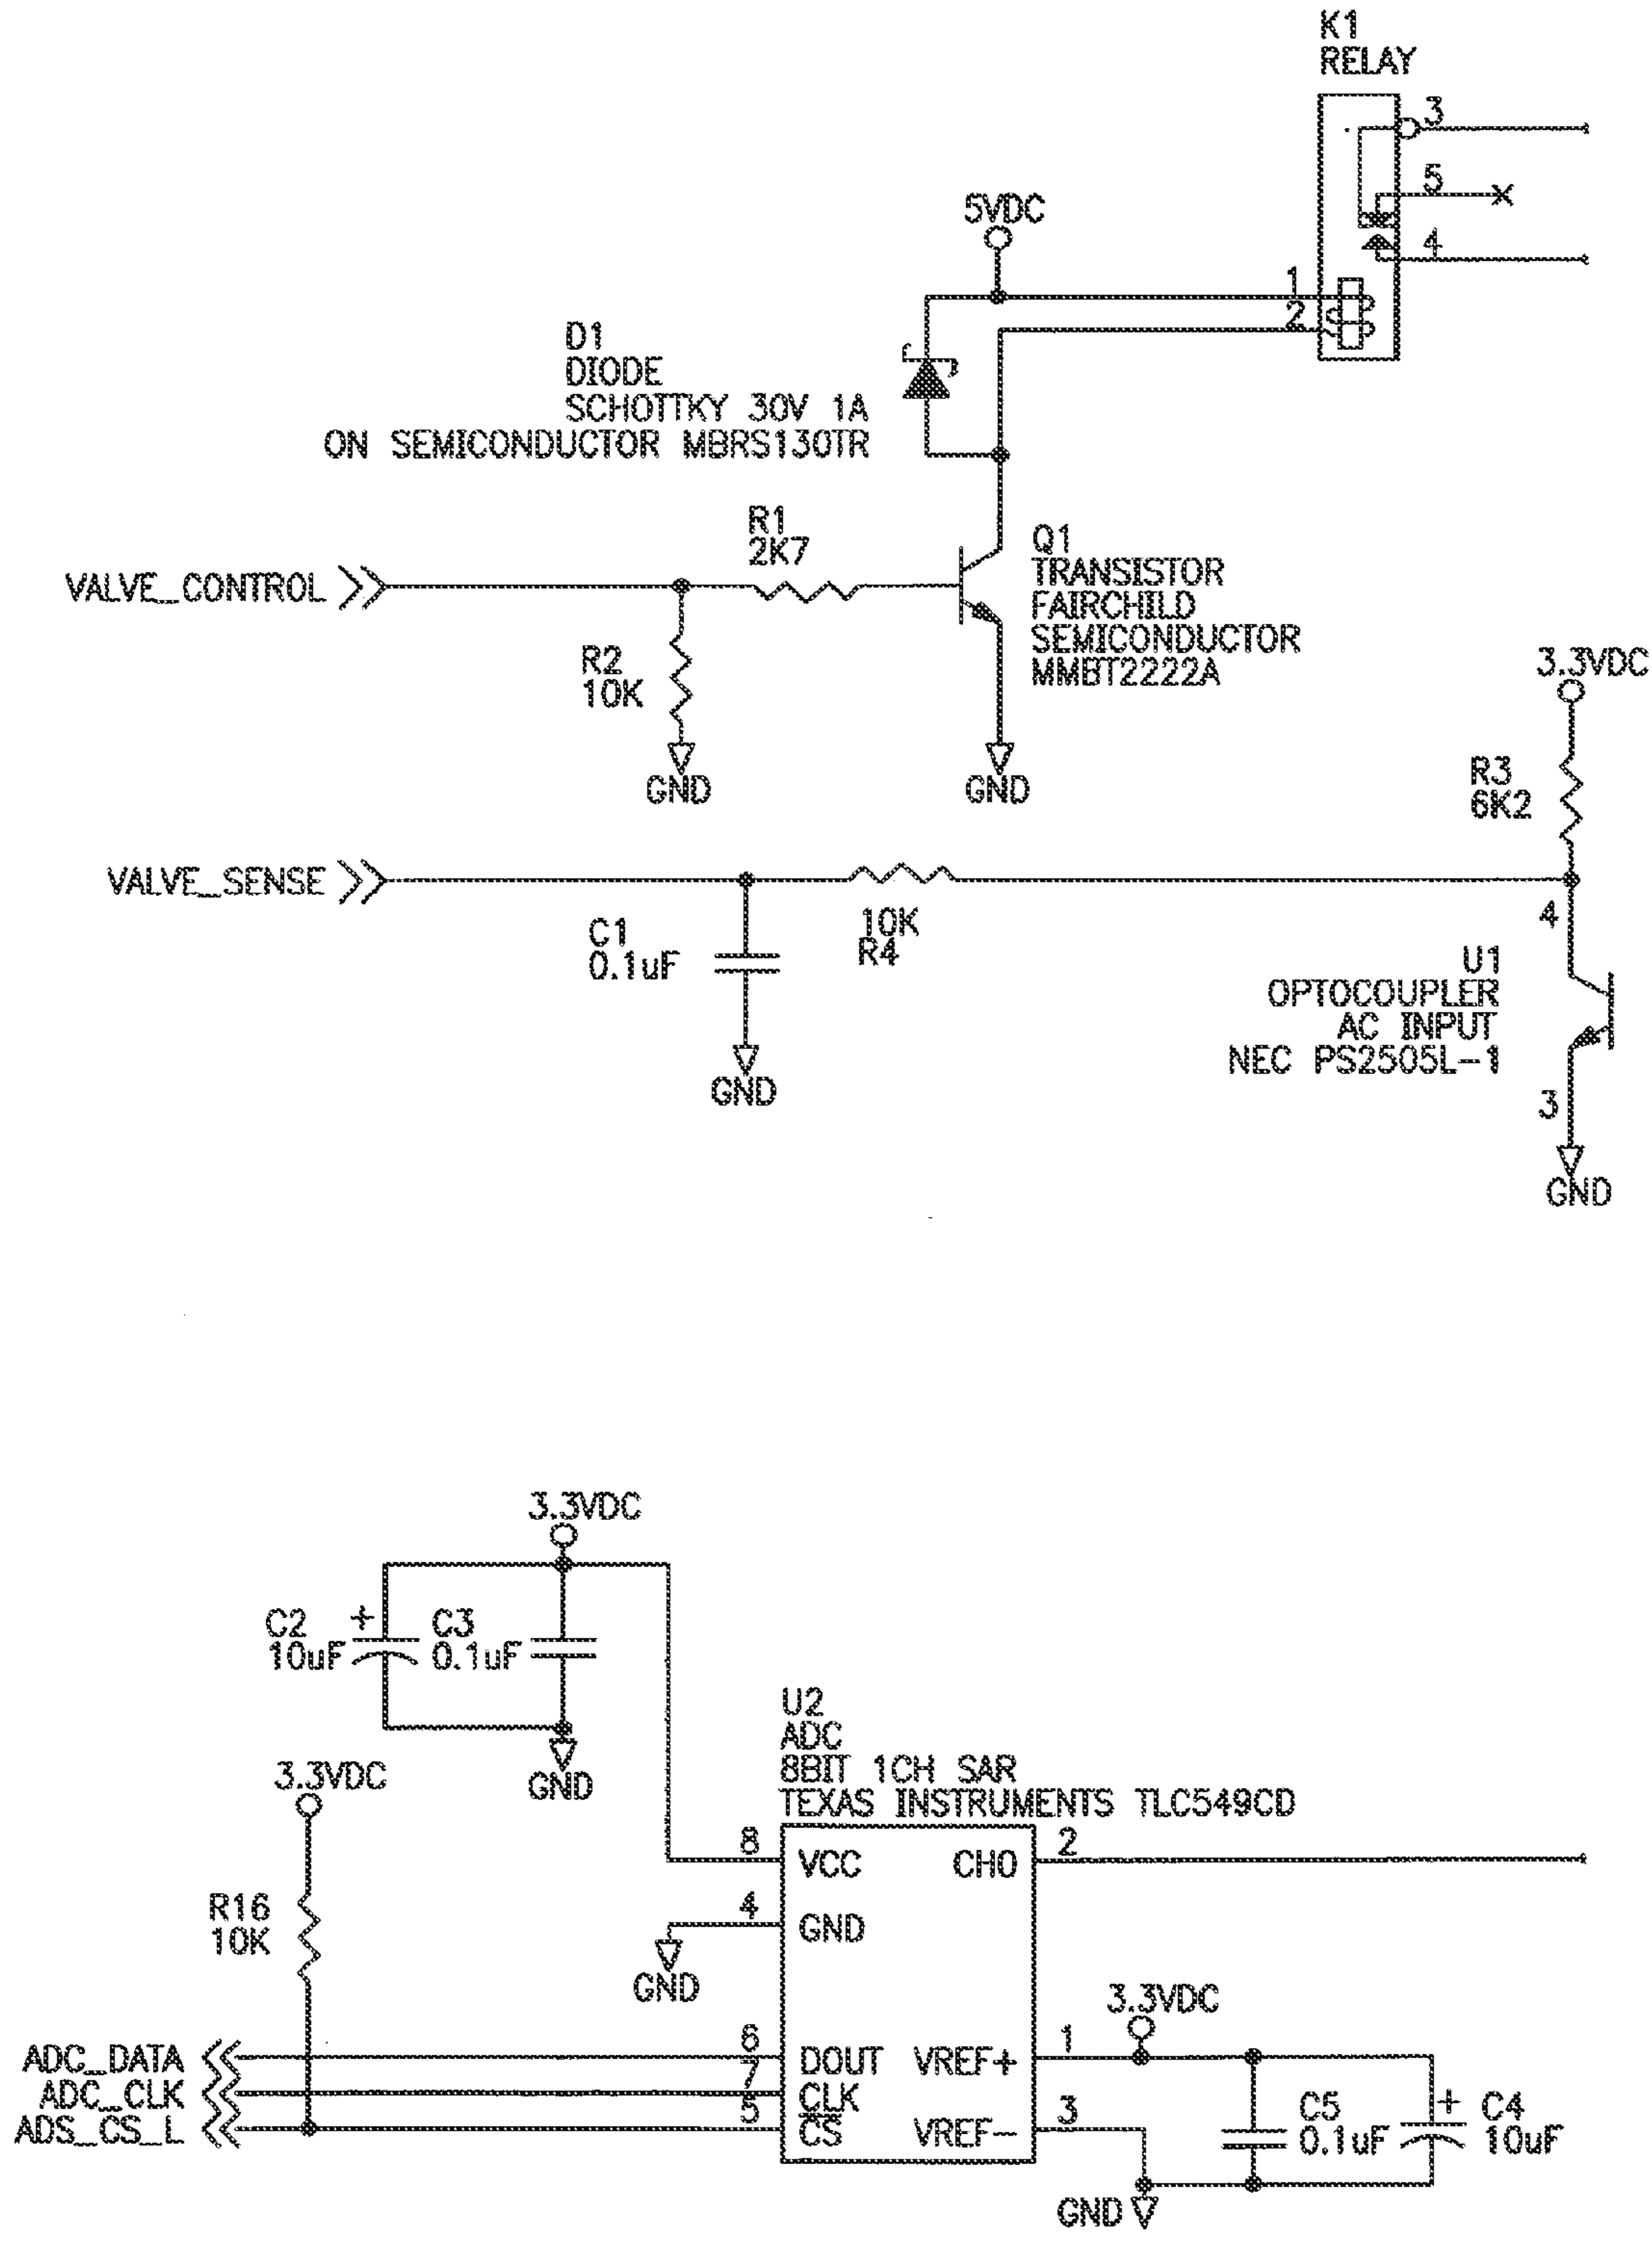 K1
RELAY
3
5
4
5VDC
1
2
D1
DIODE
SCHOTTKY 30V 1A
ON SEMICONDUCTOR MBRS130TR
R1
2K7
Q1
TRANSISTOR
FAIRCHILD
SEMICONDUCTOR
MMBT2222A
VALVE_CONTROL
R2
10K
GND
GND
3.3VDC
R3
6K2
VALVE_SENSE
10K
R4
C1
0.1uF
GND
4
U1
OPTOCOUPLER
AC INPUT
NEC PS2505L-1
3
GND
3.3VDC
C2
10uF
+
C3
0.1uF
GND
U2
ADC
8BIT 1CH SAR
TEXAS INSTRUMENTS TLC549CD
3.3VDC
R16
10K
8
VCC
CH0
2
4
GND
GND
3.3VDC
ADC_DATA
6
DOUT
VREF+
1
ADC_CLK
7
CLK
ADS_CS_L
5
CS
VREF-
3
C5
0.1uF
+
C4
10uF
GND